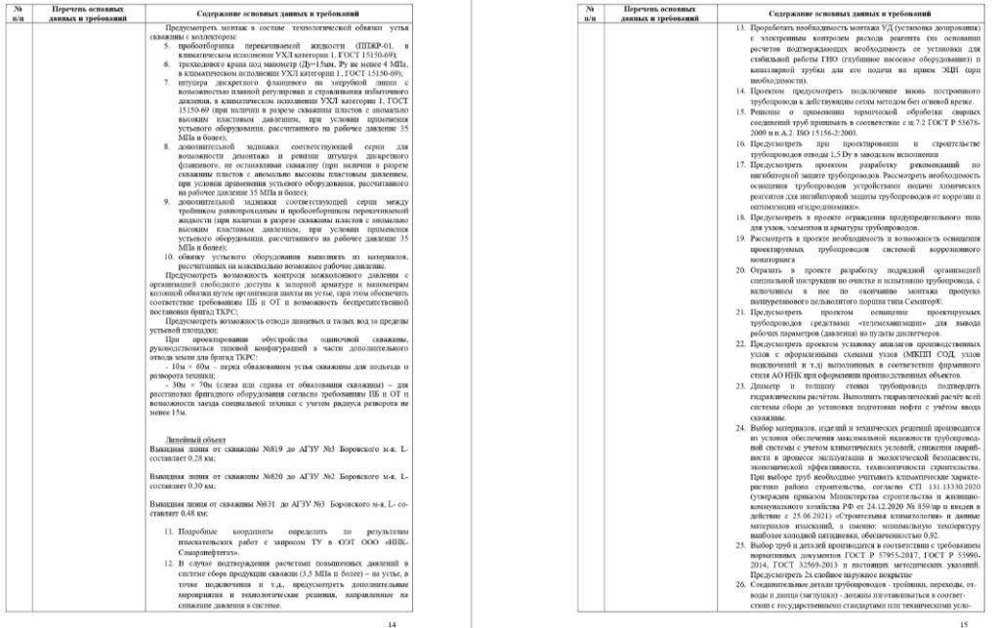 № п/п
Перечень основных данных и требований
Содержание основных данных и требований
Предусмотреть монтаж в составе технологической обвязки устья
скважины с коллектором:
5. пробоотборника перекачиваемой жидкости (ППЖР-01, в
климатическом исполнении УХЛ категории 1, ГОСТ 15150-69);
6. трехходового крана под манометр (Ду=15мм, Ру не менее 4 МПа,
в климатическом исполнении УХЛ категории 1, ГОСТ 15150-69);
7. штуцера дискретного фланцевого на затрубной линии с
возможностью плавной регулировки и стравливания избыточного
давления, в климатическом исполнении УХЛ категории 1, ГОСТ
15150-69 (при наличии в разрезе скважины пластов с аномально
высоким пластовым давлением, при условии применения
устьевого оборудования, рассчитанного на рабочее давление 35
МПа и более);
8. дополнительной задвижки соответствующей серии для
возможности демонтажа и ревизии штуцера дискретного
фланцевого, не останавливая скважину (при наличии в разрезе
скважины пластов с аномально высоким пластовым давлением,
при условии применения устьевого оборудования, рассчитанного
на рабочее давление 35 МПа и более);
9. дополнительной задвижки соответствующей серии между
тройником равнопроходным и пробоотборником перекачиваемой
жидкости (при наличии в разрезе скважины пластов с аномально
высоким пластовым давлением, при условии применения
устьевого оборудования, рассчитанного на рабочее давление 35
МПа и более);
10. обвязку устьевого оборудования выполнять из материалов,
рассчитанных на максимально возможное рабочее давление.
Предусмотреть возможность контроля межколонного давления с
организацией свободного доступа к запорной арматуре и манометрам
колонной обвязки путем организации шахты на устье, при этом обеспечить
соответствие требованиям ПБ и ОТ и возможность беспрепятственной
постановки бригад ТКРС;
Предусмотреть возможность отвода ливневых и талых вод за пределы
устьевой площадки;
При проектировании обустройства одиночной скважины,
руководствоваться типовой конфигурацией в части дополнительного
отвода земли для бригад ТКРС:
- 10м × 60м – перед обвалованием устья скважины для подъезда и
разворота техники;
- 30м × 70м (слева или справа от обвалования скважины) – для
расстановки бригадного оборудования согласно требованиям ПБ и ОТ и
возможности заезда специальной техники с учетом радиуса разворота не
менее 15м.
Линейный объект
Выкидная линия от скважины №819 до АГЗУ №3 Боровского м-я, L-
составляет 0,28 км;
Выкидная линия от скважины №820 до АГЗУ №2 Боровского м-я, L-
составляет 0,30 км;
Выкидная линия от скважины №831 до АГЗУ №3 Боровского м-я, L- со-
ставляет 0,48 км;
11. Подробные координаты определить по результатам
изыскательских работ с запросом ТУ в ЮЭТ ООО «ННК-
Самаранефтегаз».
12. В случае подтверждения расчетами повышенных давлений в
системе сбора продукции скважин (3,5 МПа и более) – на устье, в
точке подключения и т.д., предусмотреть дополнительные
мероприятия и технологические решения, направленные на
снижение давления в системе.
14
№ п/п
Перечень основных данных и требований
Содержание основных данных и требований
13. Проработать необходимость монтажа УД (установка дозирования)
с электронным контролем расхода реагента (на основании
расчетов подтверждающих необходимость ее установки для
стабильной работы ГНО (глубинное насосное оборудование)) и
капиллярной трубки для его подачи на прием ЭЦН (при
необходимости).
14. Проектом предусмотреть подключение вновь построенного
трубопровода к действующим сетям методом без огневой врезке.
15. Решение о применении термической обработки сварных
соединений труб принимать в соответствие с п.7.2 ГОСТ Р 53678-
2009 и п.А.2. ISO 15156-2:2003.
16. Предусмотреть при проектировании и строительстве
трубопроводов отводы 1,5 Dy в заводском исполнении
17. Предусмотреть проектом разработку рекомендаций по
ингибиторной защите трубопроводов. Рассмотреть необходимость
оснащения трубопроводов устройствами подачи химических
реагентов для ингибиторной защиты трубопроводов от коррозии и
оптимизации «гидродинамики».
18. Предусмотреть в проекте ограждения предупредительного типа
для узлов, элементов и арматуры трубопроводов.
19. Рассмотреть в проекте необходимость и возможность оснащения
проектируемых трубопроводов системой коррозионного
мониторинга
20. Отразить в проекте разработку подрядной организацией
специальной инструкции по очистке и испытанию трубопровода, с
включением в нее по окончанию монтажа пропуска
полиуретанового цельнолитого поршня типа Семигор®.
21. Предусмотреть проектом оснащение проектируемых
трубопроводов средствами «телемеханизации» для вывода
рабочих параметров (давления) на пульты диспетчеров.
22. Предусмотреть проектом установку аншлагов производственных
узлов с оформленными схемами узлов (МКПП СОД, узлов
подключений и т.д) выполненных в соответствии фирменного
стиля АО ННК при оформлении производственных объектов.
23. Диаметр и толщину стенки трубопровода подтвердить
гидравлическим расчётом. Выполнить гидравлический расчёт всей
системы сбора до установки подготовки нефти с учётом ввода
скважины.
24. Выбор материалов, изделий и технических решений производится
из условия обеспечения максимальной надежности трубопровод-
ной системы с учетом климатических условий, снижения аварий-
ности в процессе эксплуатации и экологической безопасности,
экономической эффективности, технологичности строительства.
При выборе труб необходимо учитывать климатические характе-
ристики района строительства, согласно СП 131.13330.2020
(утвержден приказом Министерства строительства и жилищно-
коммунального хозяйства РФ от 24.12.2020 № 859/пр и введен в
действие с 25.06.2021) «Строительная климатология» и данные
материалов изысканий, а именно: минимальную температуру
наиболее холодной пятидневки, обеспеченностью 0,92.
25. Выбор труб и деталей производится в соответствии с требованием
нормативных документов ГОСТ Р 57955-2017, ГОСТ Р 55990-
2014, ГОСТ 32569-2013 и настоящих методических указаний.
Предусмотреть 2х слойное наружное покрытие
26. Соединительные детали трубопроводов - тройники, переходы, от-
воды и днища (заглушки) - должны изготавливаться в соответ-
ствии с государственными стандартами или техническими усло-
15